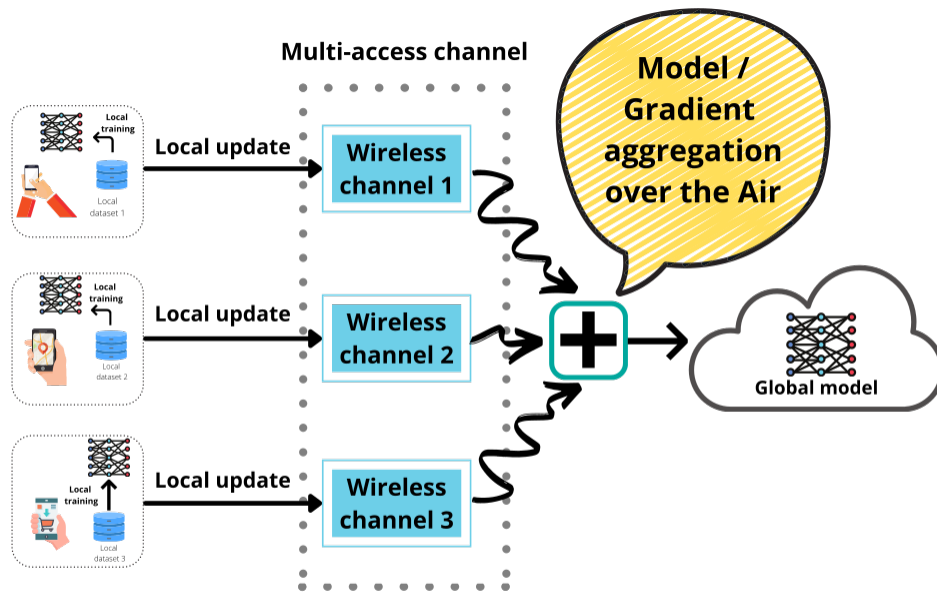 Multi-access channel
Model /
Gradient
aggregation
over the Air
Local
training
Local
dataset 1
Local update
Wireless
channel 1
Local
training
Local
dataset 2
Local update
Wireless
channel 2
Global model
Local
training
Local
dataset 3
Local update
Wireless
channel 3